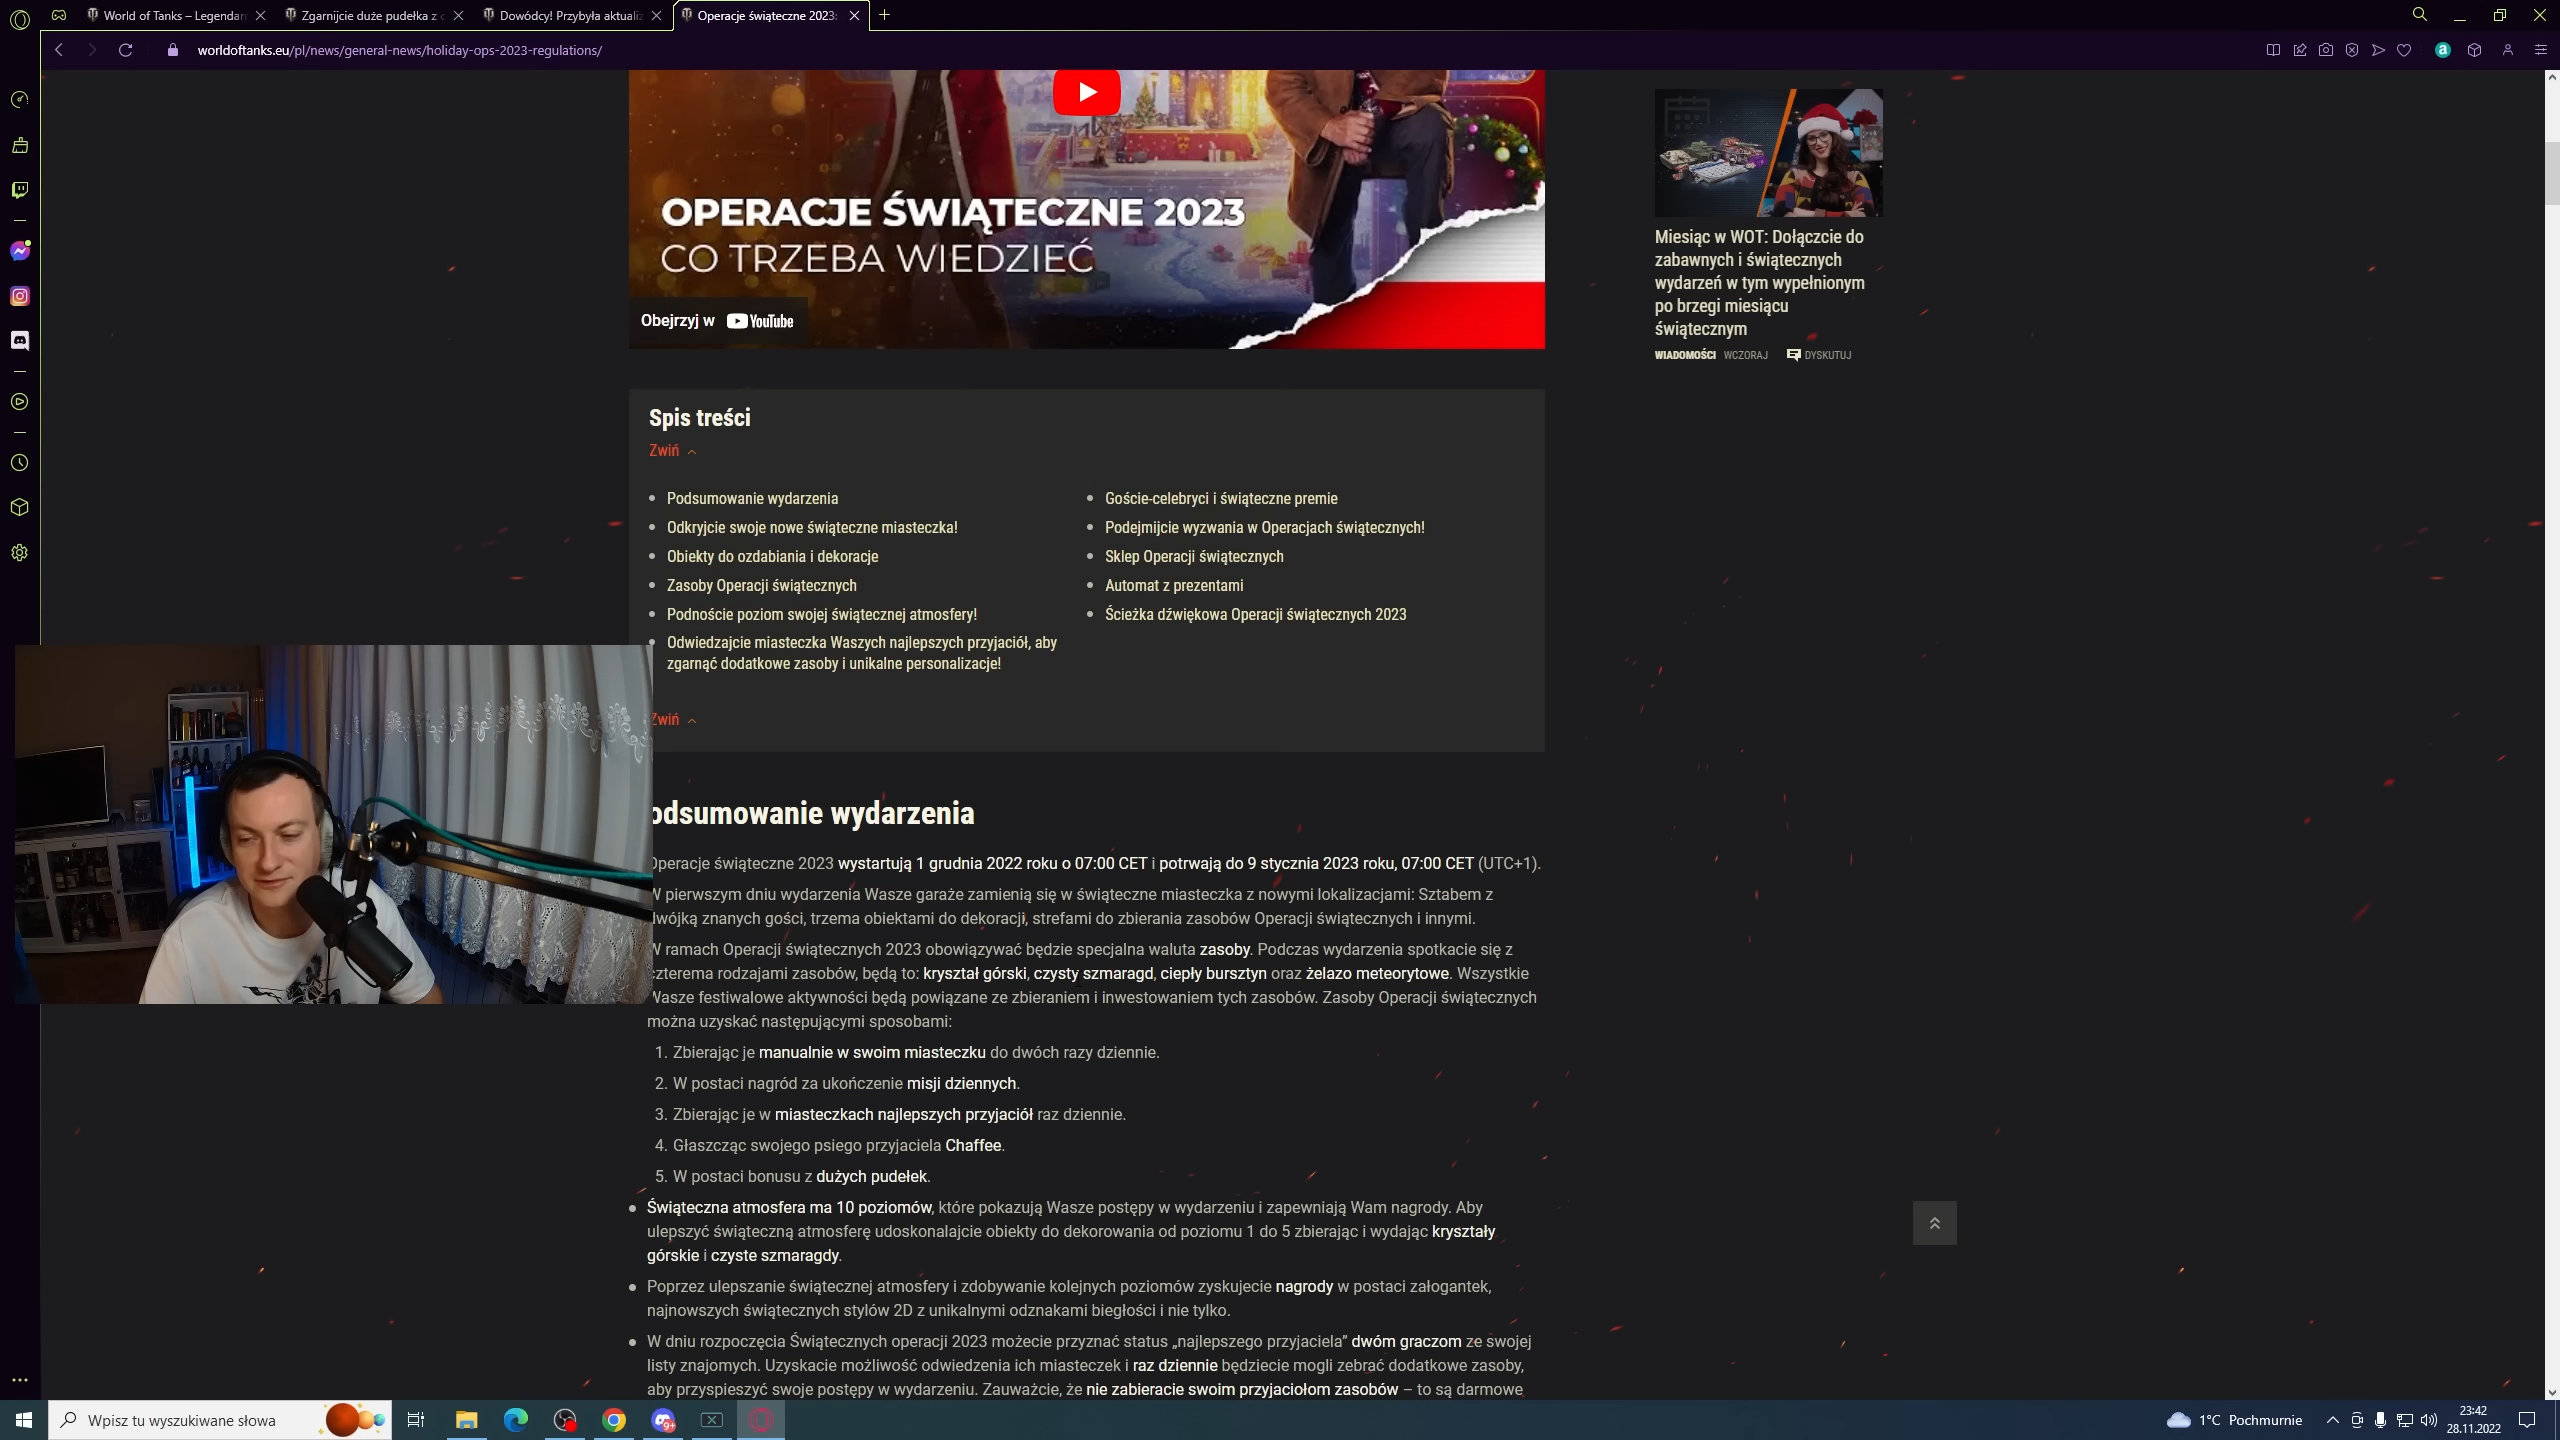 World of Tanks – Legendarn
Zgarnijcie duże pudełka z o
Dowódcy! Przybyła aktualiz
Operacje świąteczne 2023:
worldoftanks.eu/pl/news/general-news/holiday-ops-2023-regulations/
OPERACJE ŚWIĄTECZNE 2023
CO TRZEBA WIEDZIEĆ
Obejrzyj w YouTube
Miesiąc w WOT: Dołączcie do
zabawnych i świątecznych
wydarzeń w tym wypełnionym
po brzegi miesiącu
świątecznym
WIADOMOŚCI WCZORAJ DYSKUTUJ
Spis treści
Zwiń
Podsumowanie wydarzenia
Odkryjcie swoje nowe świąteczne miasteczka!
Obiekty do ozdabiania i dekoracje
Zasoby Operacji świątecznych
Podnoście poziom swojej świątecznej atmosfery!
Odwiedzajcie miasteczka Waszych najlepszych przyjaciół, aby
zgarnąć dodatkowe zasoby i unikalne personalizacje!
Goście-celebryci i świąteczne premie
Podejmijcie wyzwania w Operacjach świątecznych!
Sklep Operacji świątecznych
Automat z prezentami
Ścieżka dźwiękowa Operacji świątecznych 2023
Zwiń
odsumowanie wydarzenia
Operacje świąteczne 2023 wystartują 1 grudnia 2022 roku o 07:00 CET i potrwają do 9 stycznia 2023 roku, 07:00 CET (UTC+1).
W pierwszym dniu wydarzenia Wasze garaże zamienią się w świąteczne miasteczka z nowymi lokalizacjami: Sztabem z
dwójką znanych gości, trzema obiektami do dekoracji, strefami do zbierania zasobów Operacji świątecznych i innymi.
W ramach Operacji świątecznych 2023 obowiązywać będzie specjalna waluta zasoby. Podczas wydarzenia spotkacie się z
czterema rodzajami zasobów, będą to: kryształ górski, czysty szmaragd, ciepły bursztyn oraz żelazo meteorytowe. Wszystkie
Wasze festiwalowe aktywności będą powiązane ze zbieraniem i inwestowaniem tych zasobów. Zasoby Operacji świątecznych
można uzyskać następującymi sposobami:
1. Zbierając je manualnie w swoim miasteczku do dwóch razy dziennie.
2. W postaci nagród za ukończenie misji dziennych.
3. Zbierając je w miasteczkach najlepszych przyjaciół raz dziennie.
4. Głaszcząc swojego psiego przyjaciela Chaffee.
5. W postaci bonusu z dużych pudełek.
Świąteczna atmosfera ma 10 poziomów, które pokazują Wasze postępy w wydarzeniu i zapewniają Wam nagrody. Aby
ulepszyć świąteczną atmosferę udoskonalajcie obiekty do dekorowania od poziomu 1 do 5 zbierając i wydając kryształy
górskie i czyste szmaragdy.
Poprzez ulepszanie świątecznej atmosfery i zdobywanie kolejnych poziomów zyskujecie nagrody w postaci załogantek,
najnowszych świątecznych stylów 2D z unikalnymi odznakami biegłości i nie tylko.
W dniu rozpoczęcia Świątecznych operacji 2023 możecie przyznać status „najlepszego przyjaciela” dwóm graczom ze swojej
listy znajomych. Uzyskacie możliwość odwiedzenia ich miasteczek i raz dziennie będziecie mogli zebrać dodatkowe zasoby,
aby przyspieszyć swoje postępy w wydarzeniu. Zauważcie, że nie zabieracie swoim przyjaciołom zasobów – to są darmowe
Wpisz tu wyszukiwane słowa
9+
1°C Pochmurnie
23:42
28.11.2022